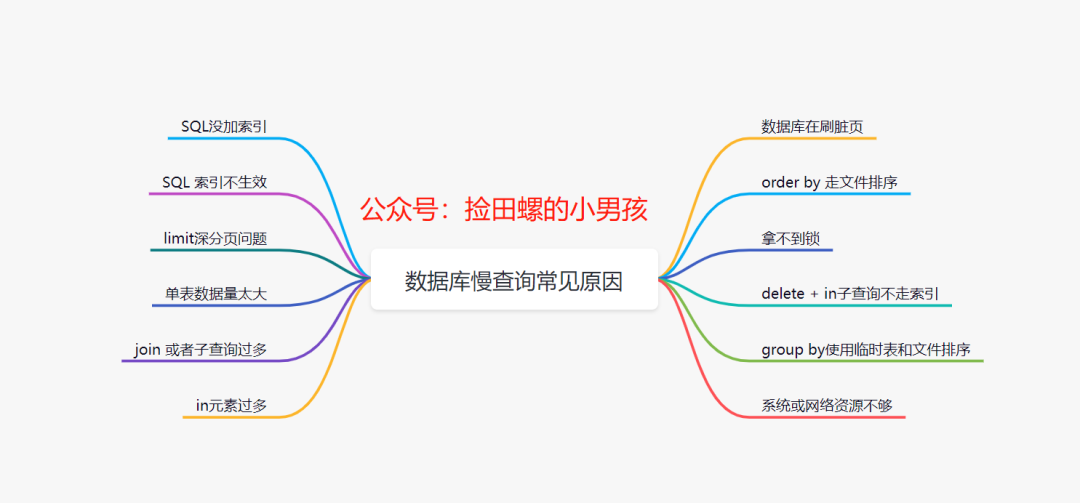 公众号：捡田螺的小男孩
数据库慢查询常见原因
SQL没加索引
SQL 索引不生效
limit深分页问题
单表数据量太大
join 或者子查询过多
in元素过多
数据库在刷脏页
order by 走文件排序
拿不到锁
delete + in子查询不走索引
group by使用临时表和文件排序
系统或网络资源不够